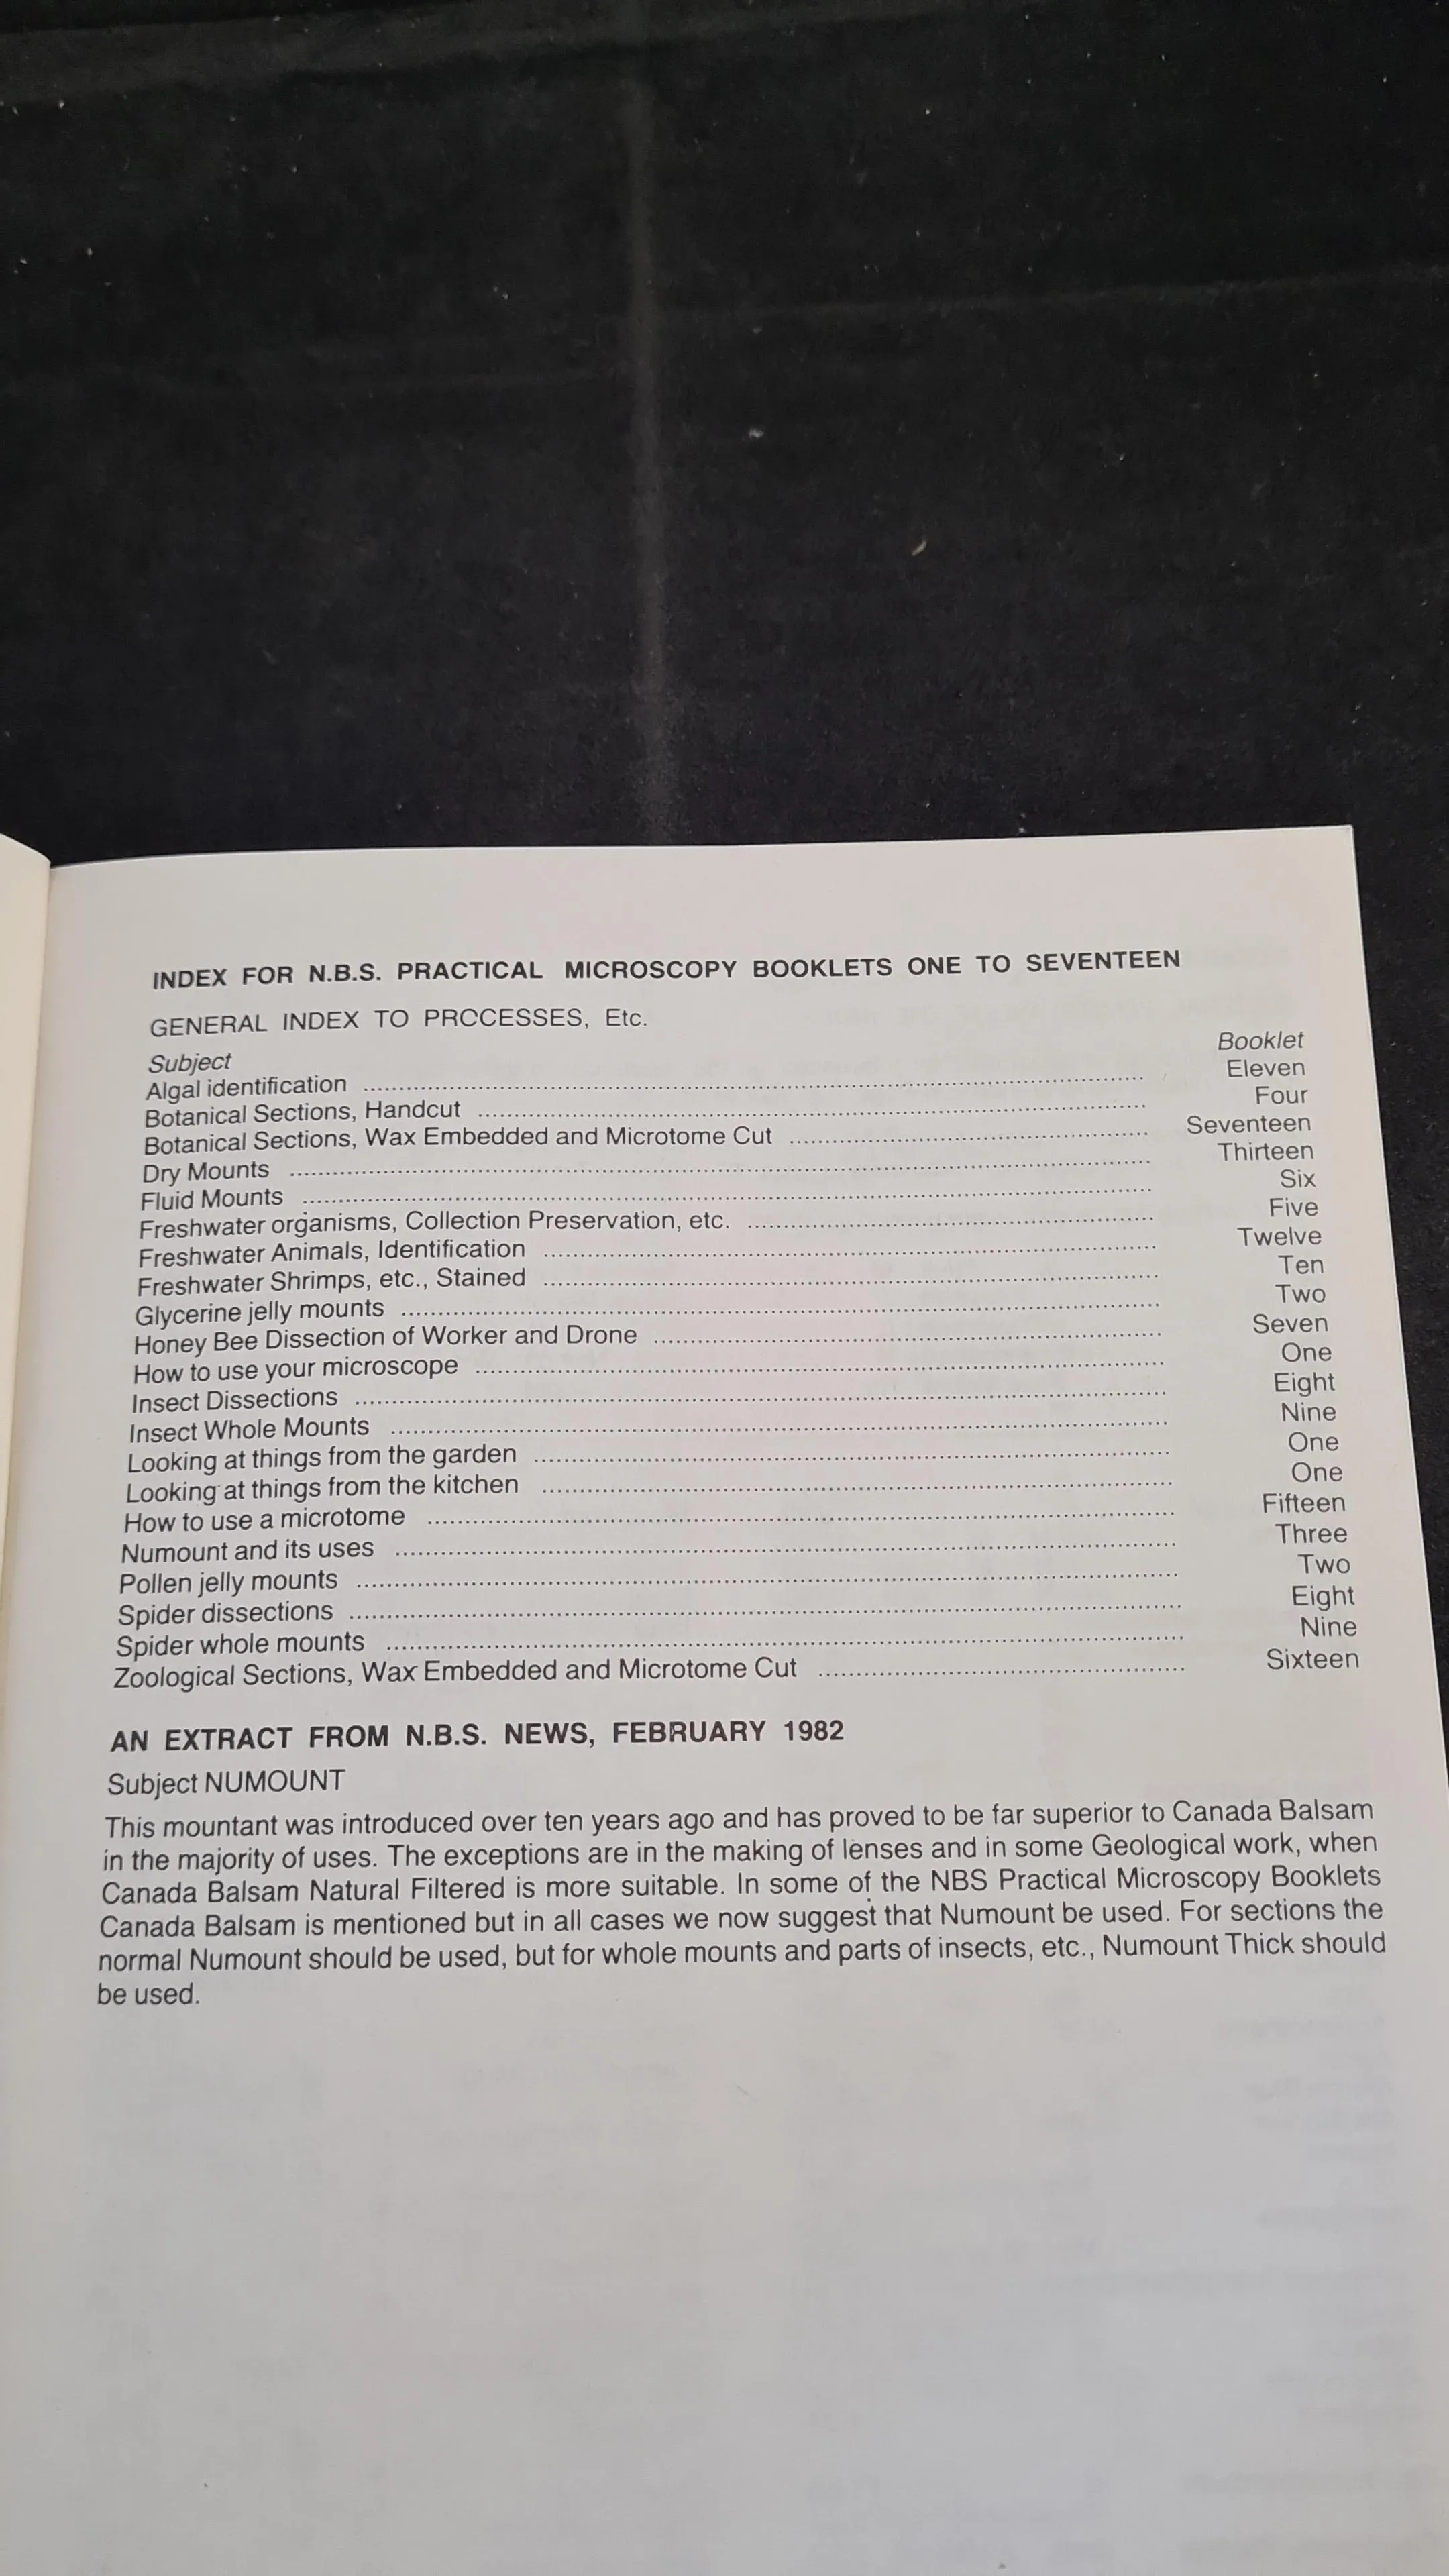 INDEX FOR N.B.S. PRACTICAL MICROSCOPY BOOKLETS ONE TO SEVENTEEN
GENERAL INDEX TO PRCCESSES, Etc.
Subject Booklet
Algal identification ........ Eleven
Botanical Sections, Handcut ........ Four
Botanical Sections, Wax Embedded and Microtome Cut ........ Seventeen
Dry Mounts ........ Thirteen
Fluid Mounts ........ Six
Freshwater organisms, Collection Preservation, etc. ........ Five
Freshwater Animals, Identification ........ Twelve
Freshwater Shrimps, etc., Stained ........ Ten
Glycerine jelly mounts ........ Two
Honey Bee Dissection of Worker and Drone ........ Seven
How to use your microscope ........ One
Insect Dissections ........ Eight
Insect Whole Mounts ........ Nine
Looking at things from the garden ........ One
Looking at things from the kitchen ........ One
How to use a microtome ........ Fifteen
Numount and its uses ........ Three
Pollen jelly mounts ........ Two
Spider dissections ........ Eight
Spider whole mounts ........ Nine
Zoological Sections, Wax Embedded and Microtome Cut ........ Sixteen
AN EXTRACT FROM N.B.S. NEWS, FEBRUARY 1982
Subject NUMOUNT
This mountant was introduced over ten years ago and has proved to be far superior to Canada Balsam
in the majority of uses. The exceptions are in the making of lenses and in some Geological work, when
Canada Balsam Natural Filtered is more suitable. In some of the NBS Practical Microscopy Booklets
Canada Balsam is mentioned but in all cases we now suggest that Numount be used. For sections the
normal Numount should be used, but for whole mounts and parts of insects, etc., Numount Thick should
be used.